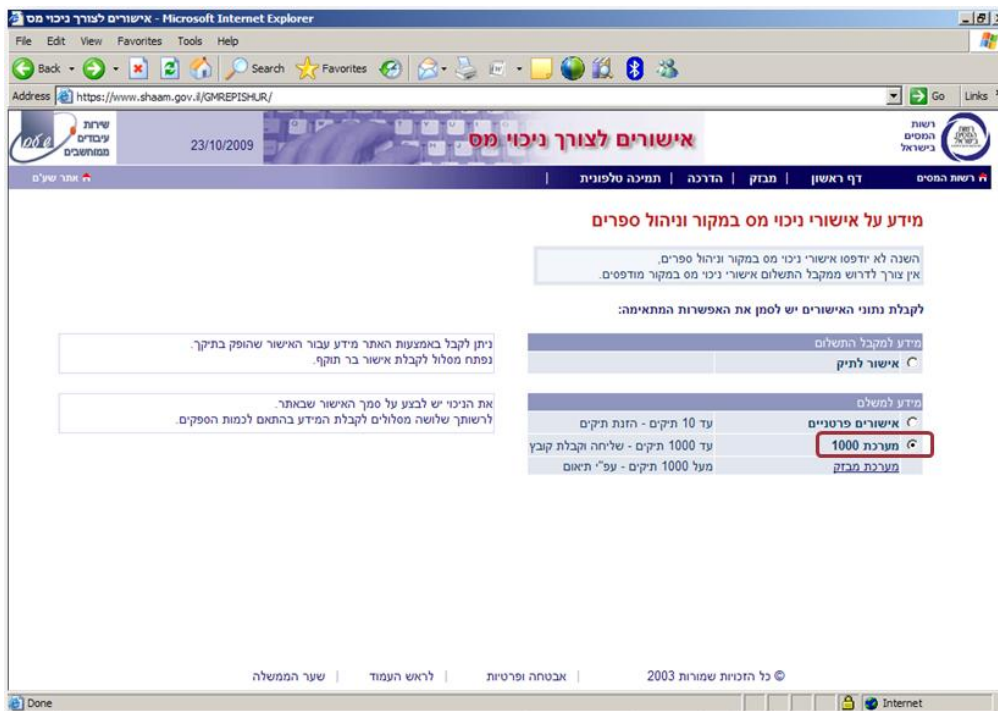 אישורים לצורך ניכוי מס - Microsoft Internet Explorer
File Edit View Favorites Tools Help
Back Search Favorites
Address https://www.shaam.gov.il/GMREPISHUR/ Go Links
רשות
המסים
בישראל
אישורים לצורך ניכוי מס
23/10/2009
שירות
עיבודים
ממוחשבים
שעמ
רשות המסים
דף ראשון | מבזק | הדרכה | תמיכה טלפונית |
אתר שע"ם
מידע על אישורי ניכוי מס במקור וניהול ספרים
השנה לא יודפסו אישורי ניכוי מס במקור וניהול ספרים,
אין צורך לדרוש ממקבל התשלום אישורי ניכוי מס במקור מודפסים.
לקבלת נתוני האישורים יש לסמן את האפשרות המתאימה:
מידע למקבל התשלום
אישור לתיק
ניתן לקבל באמצעות האתר מידע עבור האישור שהופק בתיקך.
נפתח מסלול לקבלת אישור בר תוקף.
מידע למשלם
אישורים פרטניים עד 10 תיקים - הזנת תיקים
מערכת 1000 עד 1000 תיקים - שליחה וקבלת קובץ
מערכת מבזק מעל 1000 תיקים - עפ"י תיאום
את הניכוי יש לבצע על סמך האישור שבאתר.
לרשותך שלושה מסלולים לקבלת המידע בהתאם לכמות הספקים.
© כל הזכויות שמורות 2003 | אבטחה ופרטיות | לראש העמוד | שער הממשלה
Done Internet